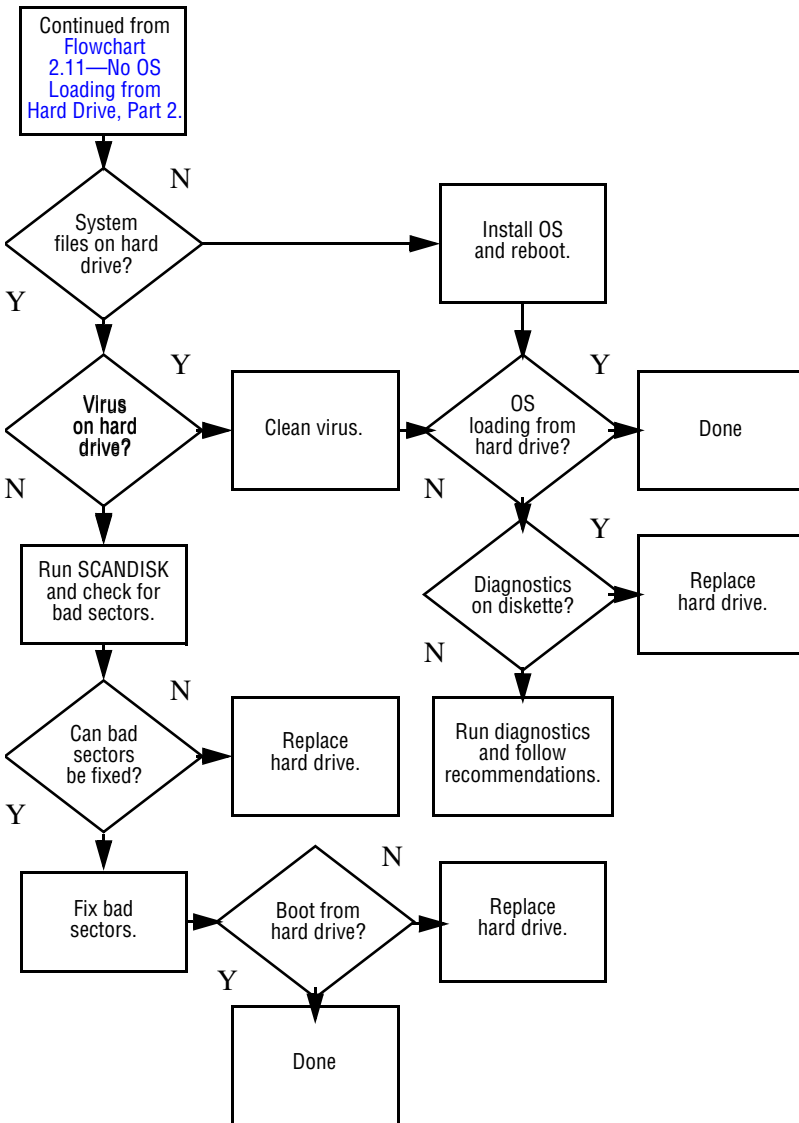 Continued from
Flowchart
2.11—No OS
Loading from
Hard Drive, Part 2.
N
System
files on hard
drive?
Install OS
and reboot.
Y
Y
Virus
on hard
drive?
Clean virus.
OS
loading from
hard drive?
Y
Done
N
N
Run SCANDISK
and check for
bad sectors.
Diagnostics
on diskette?
Y
Replace
hard drive.
N
N
Can bad
sectors
be fixed?
Replace
hard drive.
Run diagnostics
and follow
recommendations.
Y
Fix bad
sectors.
Boot from
hard drive?
N
Replace
hard drive.
Y
Done